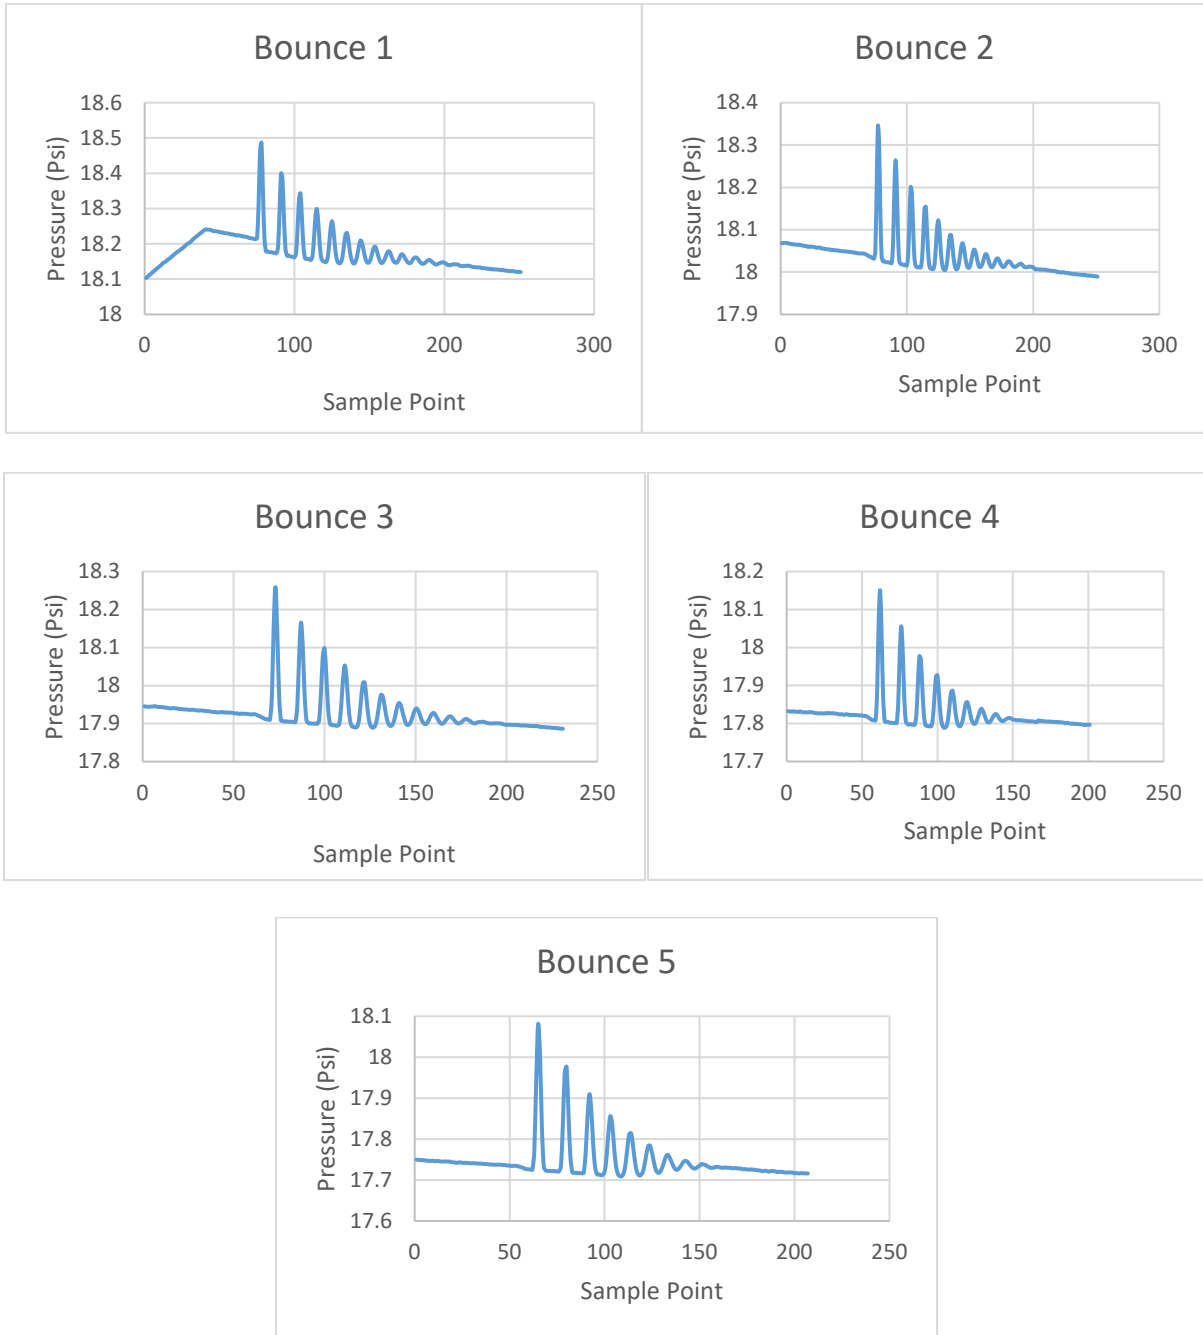 Bounce 1
Pressure (Psi)
18.6
18.5
18.4
18.3
18.2
18.1
18
0 100 200 300
Sample Point
Bounce 2
Pressure (Psi)
18.4
18.3
18.2
18.1
18
17.9
0 100 200 300
Sample Point
Bounce 3
Pressure (Psi)
18.3
18.2
18.1
18
17.9
17.8
0 50 100 150 200 250
Sample Point
Bounce 4
Pressure (Psi)
18.2
18.1
18
17.9
17.8
17.7
0 50 100 150 200 250
Sample Point
Bounce 5
Pressure (Psi)
18.1
18
17.9
17.8
17.7
17.6
0 50 100 150 200 250
Sample Point